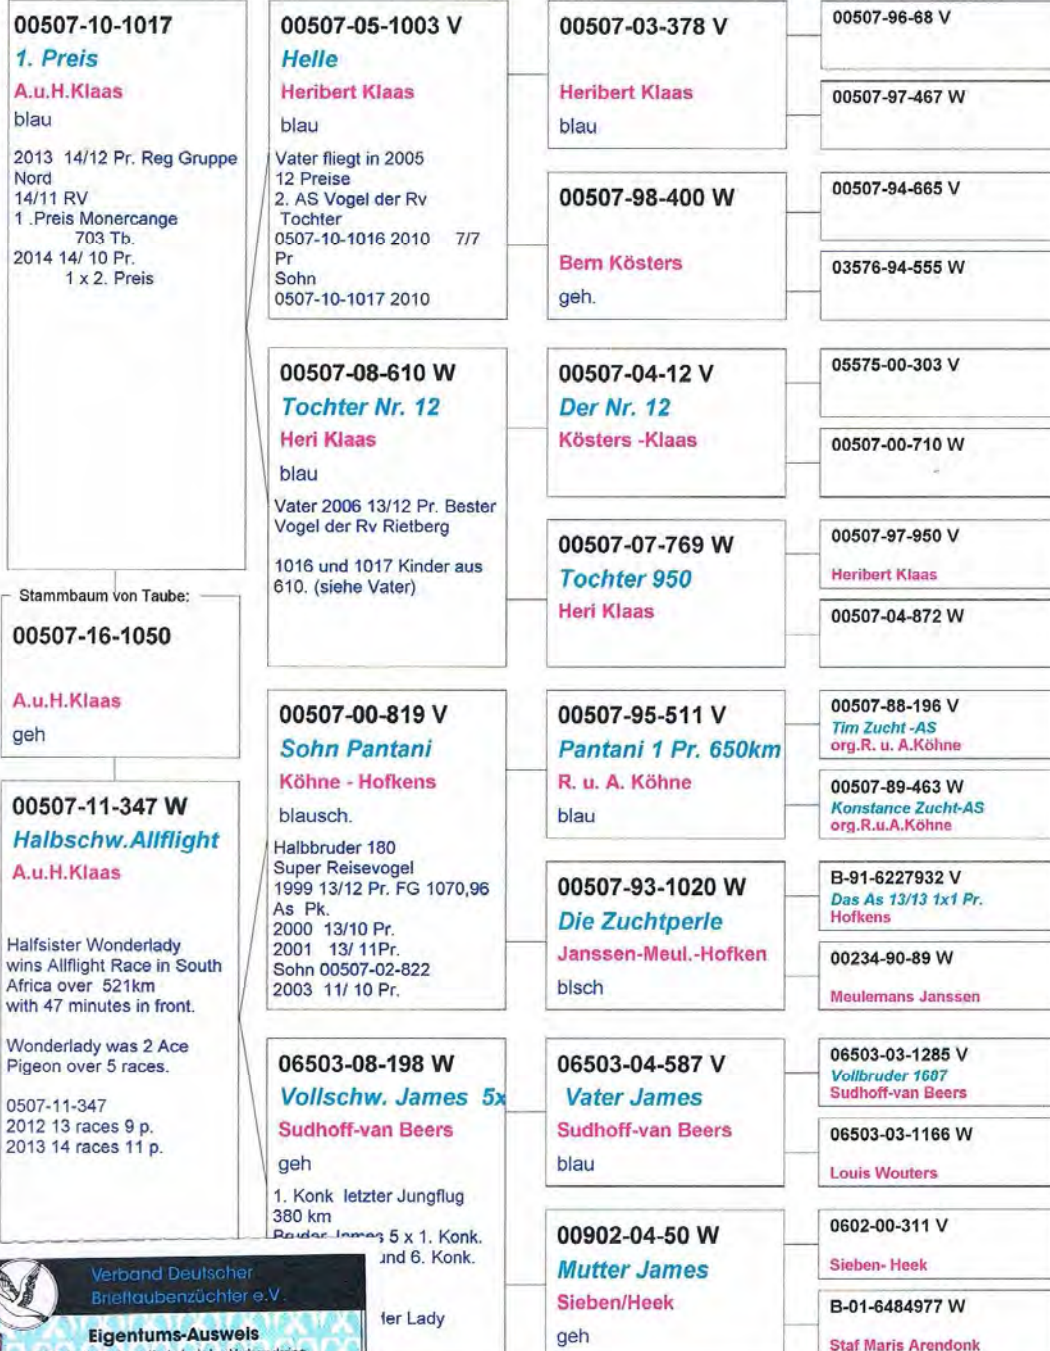 00507-10-1017
1. Preis
A.u.H.Klaas
blau
2013 14/12 Pr. Reg Gruppe
Nord
14/11 RV
1 .Preis Monercange
703 Tb.
2014 14/ 10 Pr.
1 x 2. Preis
Stammbaum von Taube:
00507-16-1050
A.u.H.Klaas
geh
00507-11-347 W
Halbschw.Allflight
A.u.H.Klaas
Halfsister Wonderlady
wins Allflight Race in South
Africa over 521km
with 47 minutes in front.
Wonderlady was 2 Ace
Pigeon over 5 races.
0507-11-347
2012 13 races 9 p.
2013 14 races 11 p.
00507-05-1003 V
Helle
Heribert Klaas
blau
Vater fliegt in 2005
12 Preise
2. AS Vogel der Rv
Tochter
0507-10-1016 2010 7/7
Pr
Sohn
0507-10-1017 2010
00507-08-610 W
Tochter Nr. 12
Heri Klaas
blau
Vater 2006 13/12 Pr. Bester
Vogel der Rv Rietberg
1016 und 1017 Kinder aus
610. (siehe Vater)
00507-00-819 V
Sohn Pantani
Köhne - Hofkens
blausch.
Halbbruder 180
Super Reisevogel
1999 13/12 Pr. FG 1070,96
As Pk.
2000 13/10 Pr.
2001 13/ 11Pr.
Sohn 00507-02-822
2003 11/ 10 Pr.
06503-08-198 W
Vollschw. James 5x
Sudhoff-van Beers
geh
1. Konk letzter Jungflug
380 km
Bruder James 5 x 1. Konk.
und 6. Konk.
Lady
00507-03-378 V
Heribert Klaas
blau
00507-98-400 W
Bern Kösters
geh.
00507-04-12 V
Der Nr. 12
Kösters -Klaas
00507-07-769 W
Tochter 950
Heri Klaas
00507-95-511 V
Pantani 1 Pr. 650km
R. u. A. Köhne
blau
00507-93-1020 W
Die Zuchtperle
Janssen-Meul.-Hofken
blsch
06503-04-587 V
Vater James
Sudhoff-van Beers
blau
00902-04-50 W
Mutter James
Sieben/Heek
geh
00507-96-68 V
00507-97-467 W
00507-94-665 V
03576-94-555 W
05575-00-303 V
00507-00-710 W
00507-97-950 V
Heribert Klaas
00507-04-872 W
00507-88-196 V
Tim Zucht -AS
org.R. u. A.Köhne
00507-89-463 W
Konstance Zucht-AS
org.R.u.A.Köhne
B-91-6227932 V
Das As 13/13 1x1 Pr.
Hofkens
00234-90-89 W
Meulemans Janssen
06503-03-1285 V
Vollbruder 1687
Sudhoff-van Beers
06503-03-1166 W
Louis Wouters
0602-00-311 V
Sieben- Heek
B-01-6484977 W
Staf Maris Arendonk
Verband Deutscher
Brieftaubenzüchter e.V.
Eigentums-Ausweis